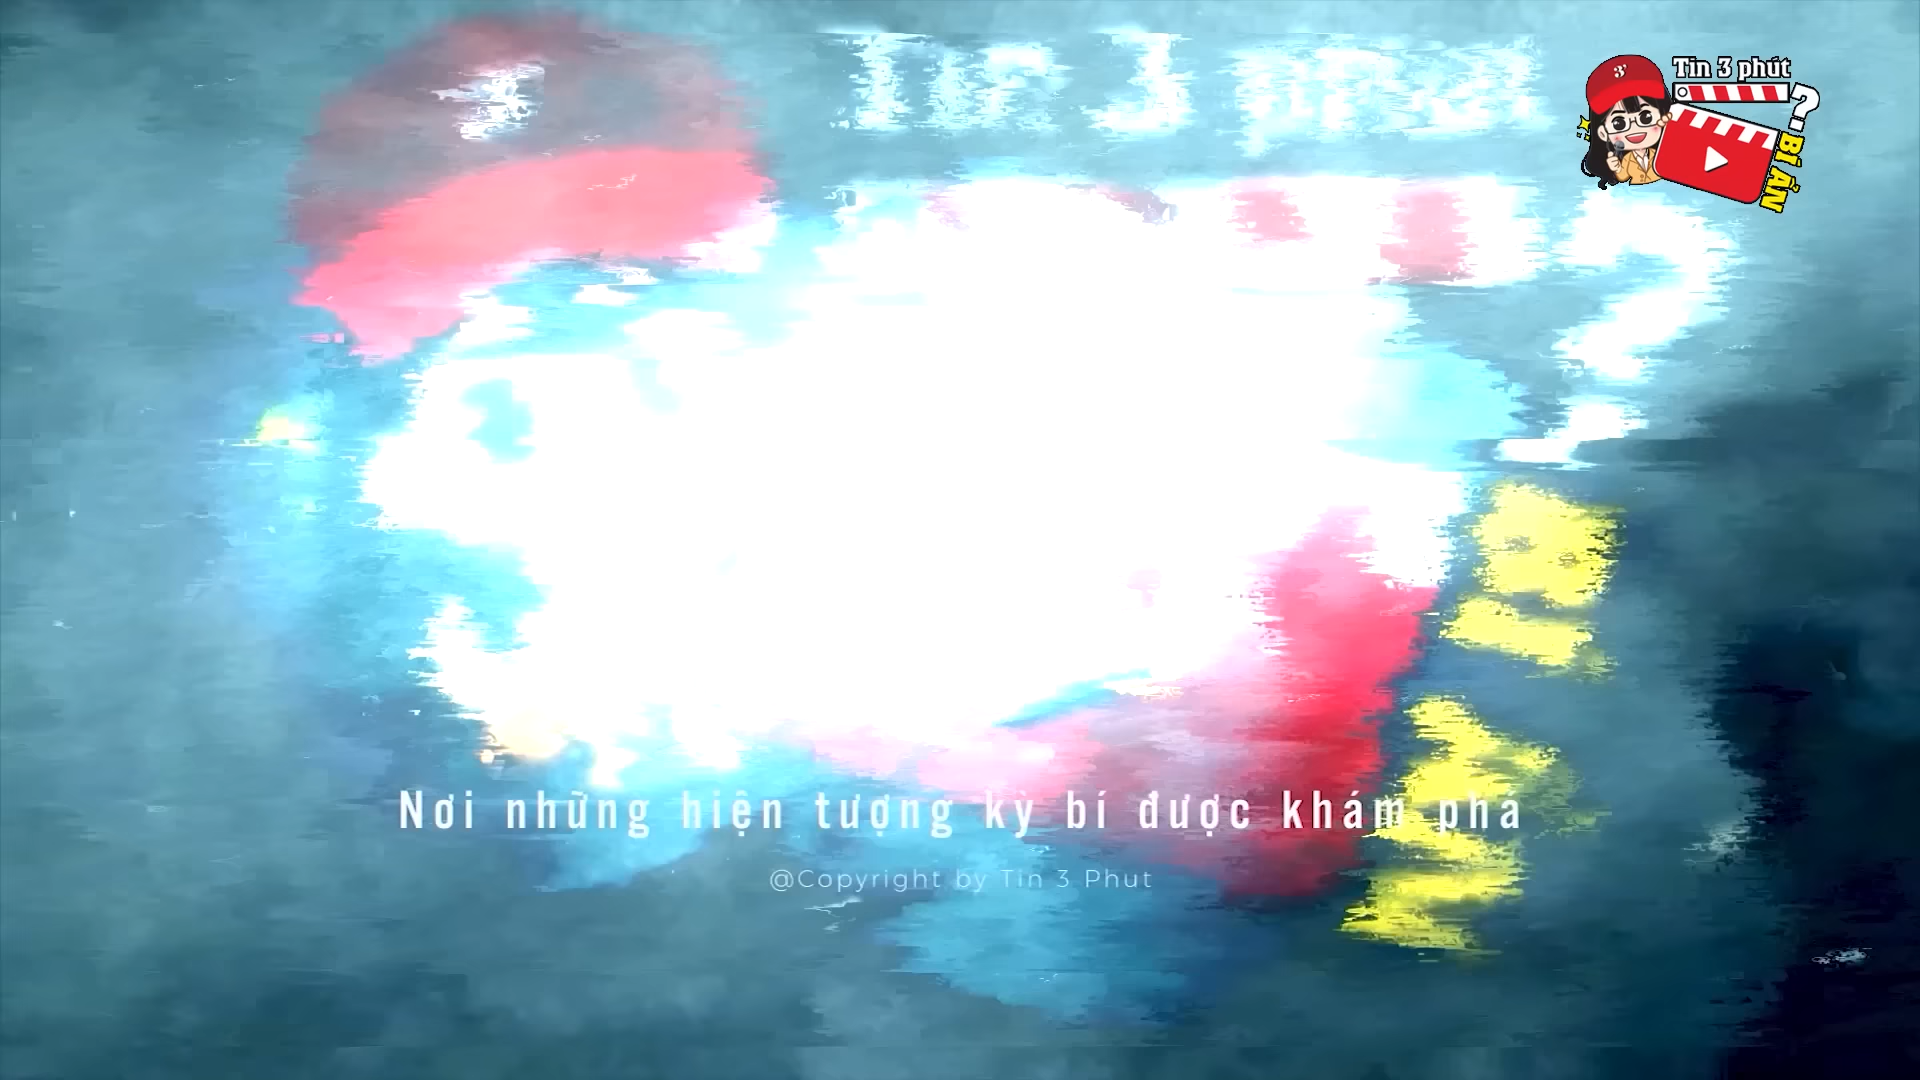 Tin 3 phút
3'
?
BÍ ẨN
Nơi những hiện tượng kỳ bí được khám phá
@Copyright by Tin 3 Phut